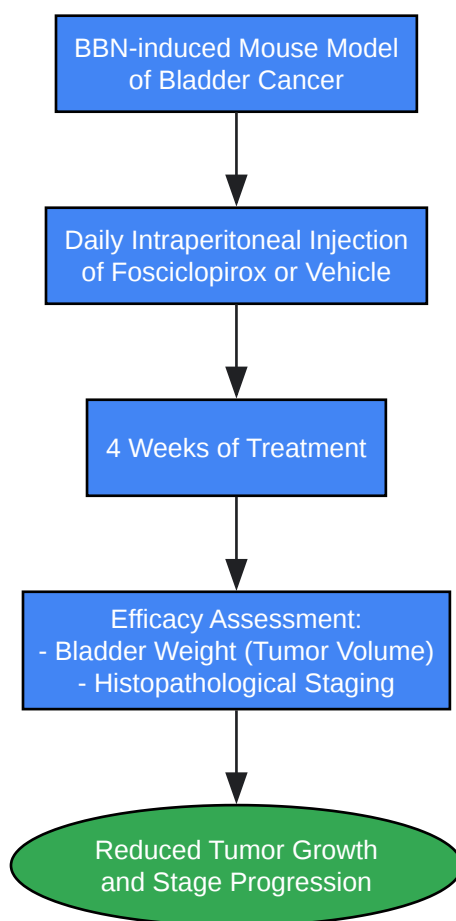 BBN-induced Mouse Model
of Bladder Cancer
Daily Intraperitoneal Injection
of Fosciclopirox or Vehicle
4 Weeks of Treatment
Efficacy Assessment:
- Bladder Weight (Tumor Volume)
- Histopathological Staging
Reduced Tumor Growth
and Stage Progression